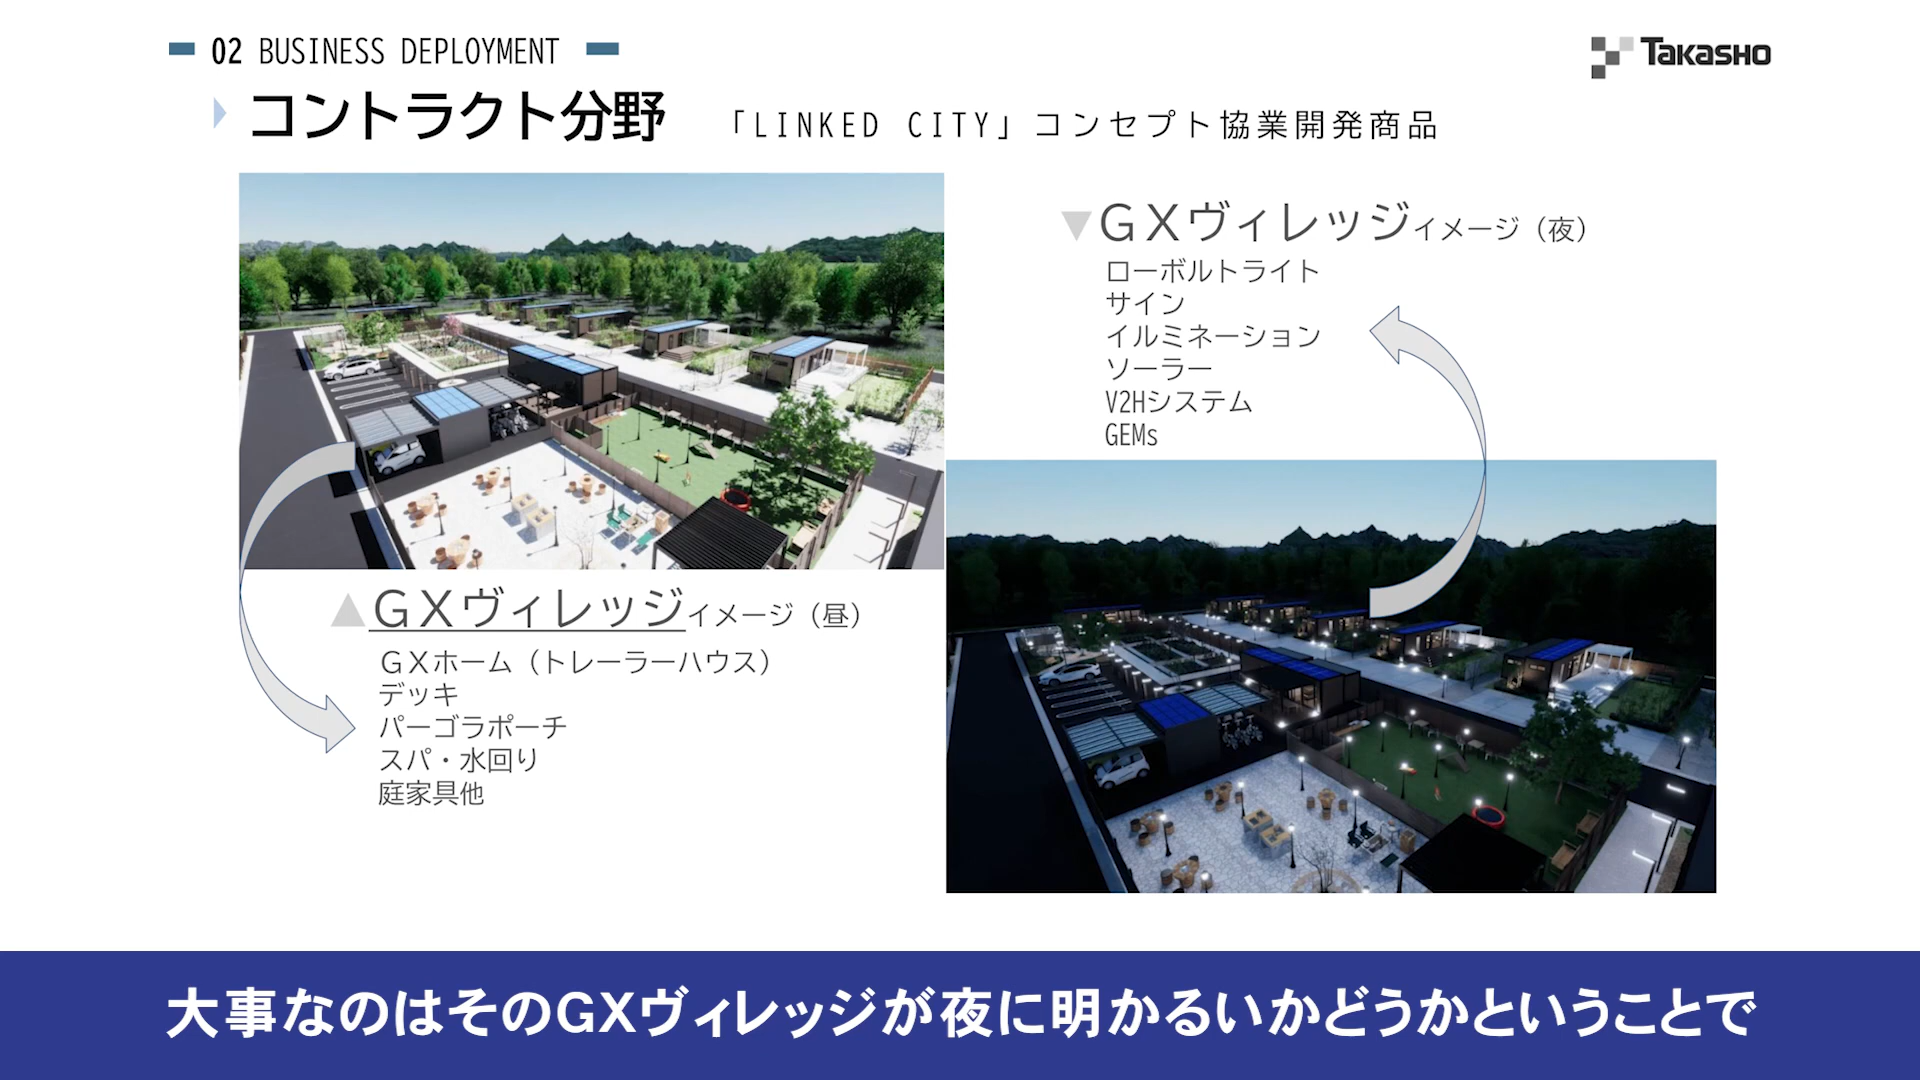 02 BUSINESS DEPLOYMENT
TAKASHO
コントラクト分野
「LINKED CITY」コンセプト協業開発商品
▼GXヴィレッジイメージ（夜）
ローボルトライト
サイン
イルミネーション
ソーラー
V2Hシステム
GEMs
▲GXヴィレッジイメージ（昼）
GXホーム（トレーラーハウス）
デッキ
パーゴラポーチ
スパ・水回り
庭家具他
大事なのはそのGXヴィレッジが夜に明かるいかどうかということで